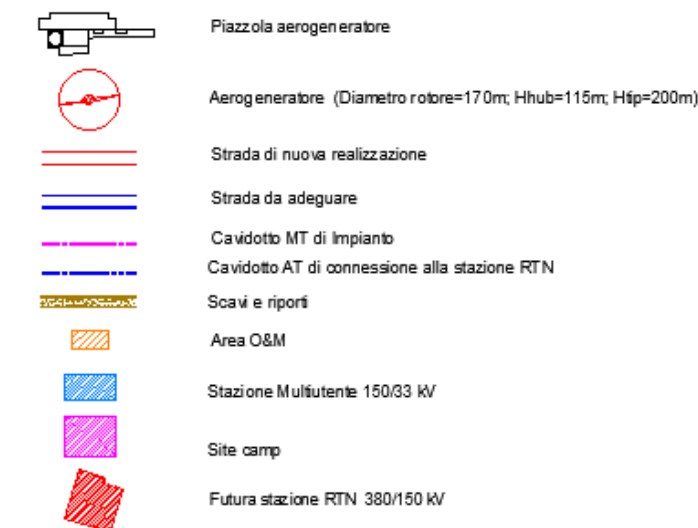 Piazzola aerogeneratore
Aerogeneratore (Diametro rotore=170m; Hhub=115m; Htip=200m)
Strada di nuova realizzazione
Strada da adeguare
Cavidotto MT di Impianto
Cavidotto AT di connessione alla stazione RTN
Scavi e riporti
Area O&M
Stazione Multiutente 150/33 kV
Site camp
Futura stazione RTN 380/150 kV